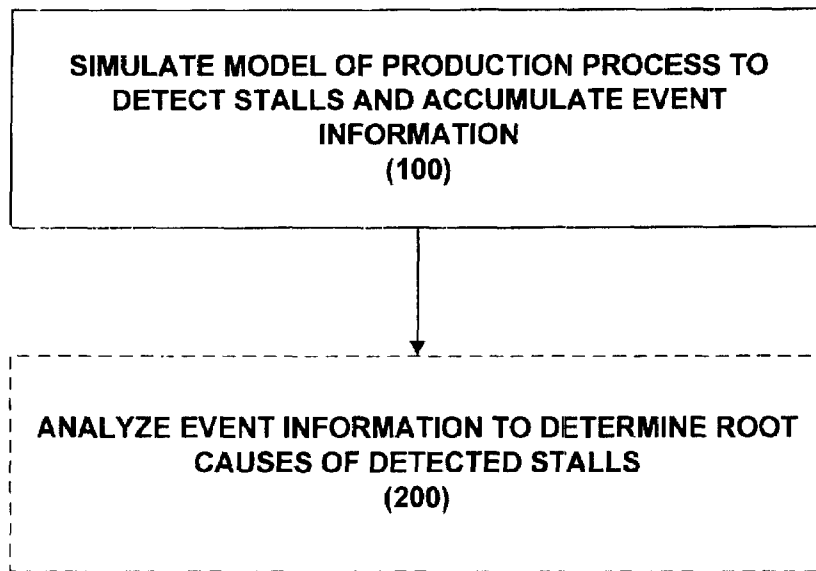 SIMULATE MODEL OF PRODUCTION PROCESS TO
DETECT STALLS AND ACCUMULATE EVENT
INFORMATION
(100)
ANALYZE EVENT INFORMATION TO DETERMINE ROOT
CAUSES OF DETECTED STALLS
(200)